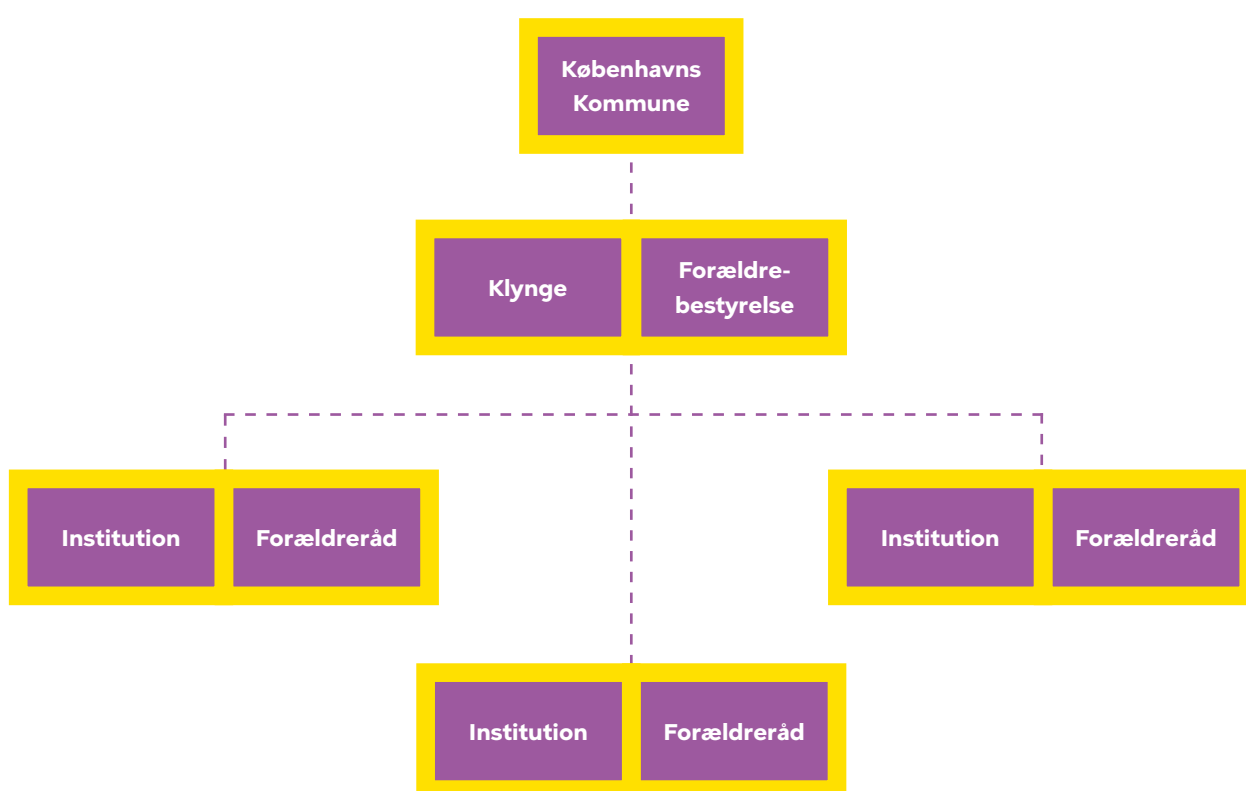 Københavns
Kommune
Klynge
Forældre-
bestyrelse
Institution
Forældreråd
Institution
Forældreråd
Institution
Forældreråd